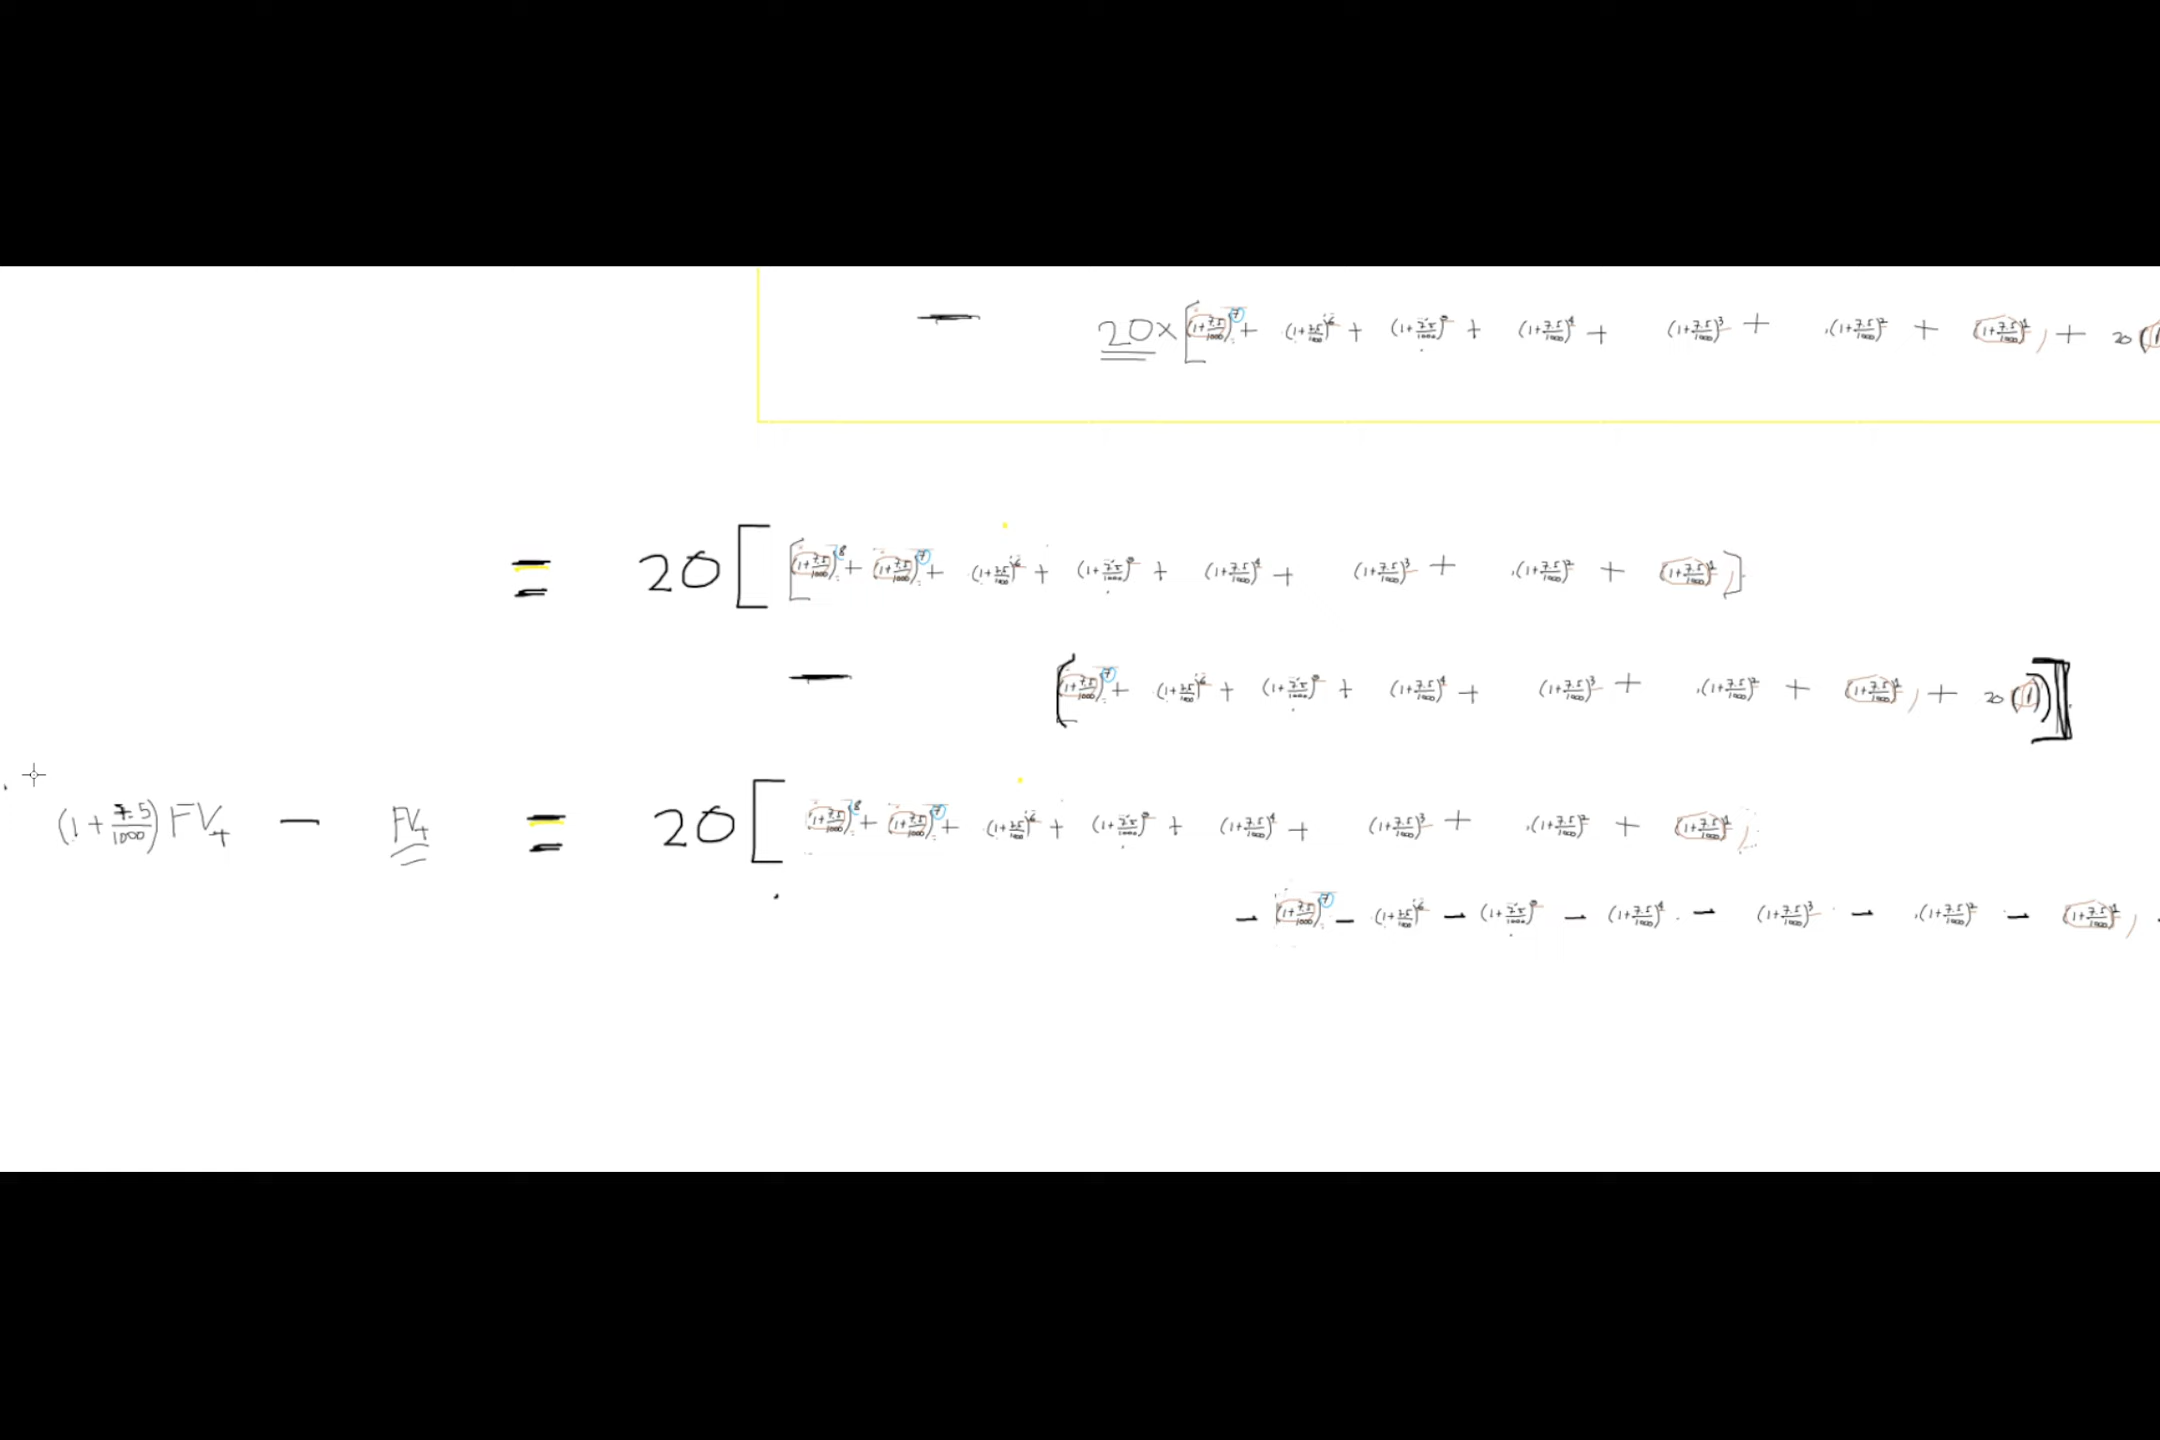 — 20×[(1+7.5/1000)^7 + (1+7.5/1000)^6 + (1+7.5/1000)^5 + (1+7.5/1000)^4 + (1+7.5/1000)^3 + (1+7.5/1000)^2 + (1+7.5/1000)^1 + 20(1
= 20[[(1+7.5/1000)^8 + (1+7.5/1000)^7 + (1+7.5/1000)^6 + (1+7.5/1000)^5 + (1+7.5/1000)^4 + (1+7.5/1000)^3 + (1+7.5/1000)^2 + (1+7.5/1000)^1]
— [(1+7.5/1000)^7 + (1+7.5/1000)^6 + (1+7.5/1000)^5 + (1+7.5/1000)^4 + (1+7.5/1000)^3 + (1+7.5/1000)^2 + (1+7.5/1000)^1 + 20(1)]]
(1+7.5/1000)FV4 — FV4 = 20[(1+7.5/1000)^8 + (1+7.5/1000)^7 + (1+7.5/1000)^6 + (1+7.5/1000)^5 + (1+7.5/1000)^4 + (1+7.5/1000)^3 + (1+7.5/1000)^2 + (1+7.5/1000)^1
- (1+7.5/1000)^7 - (1+7.5/1000)^6 - (1+7.5/1000)^5 - (1+7.5/1000)^4 - (1+7.5/1000)^3 - (1+7.5/1000)^2 - (1+7.5/1000)^1 -